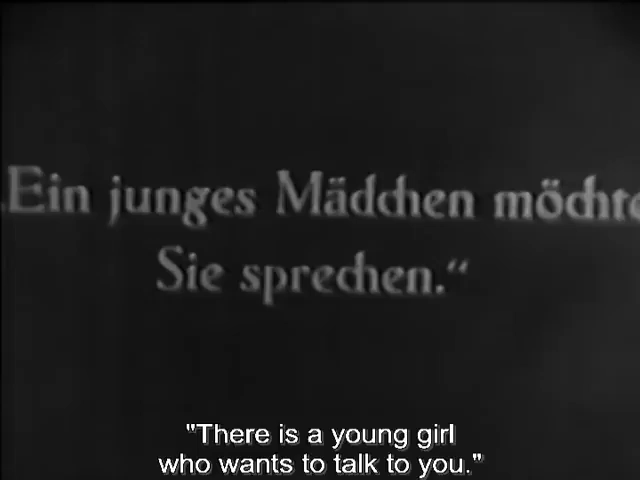 „Ein junges Mädchen möchte
Sie sprechen.“
"There is a young girl
who wants to talk to you."